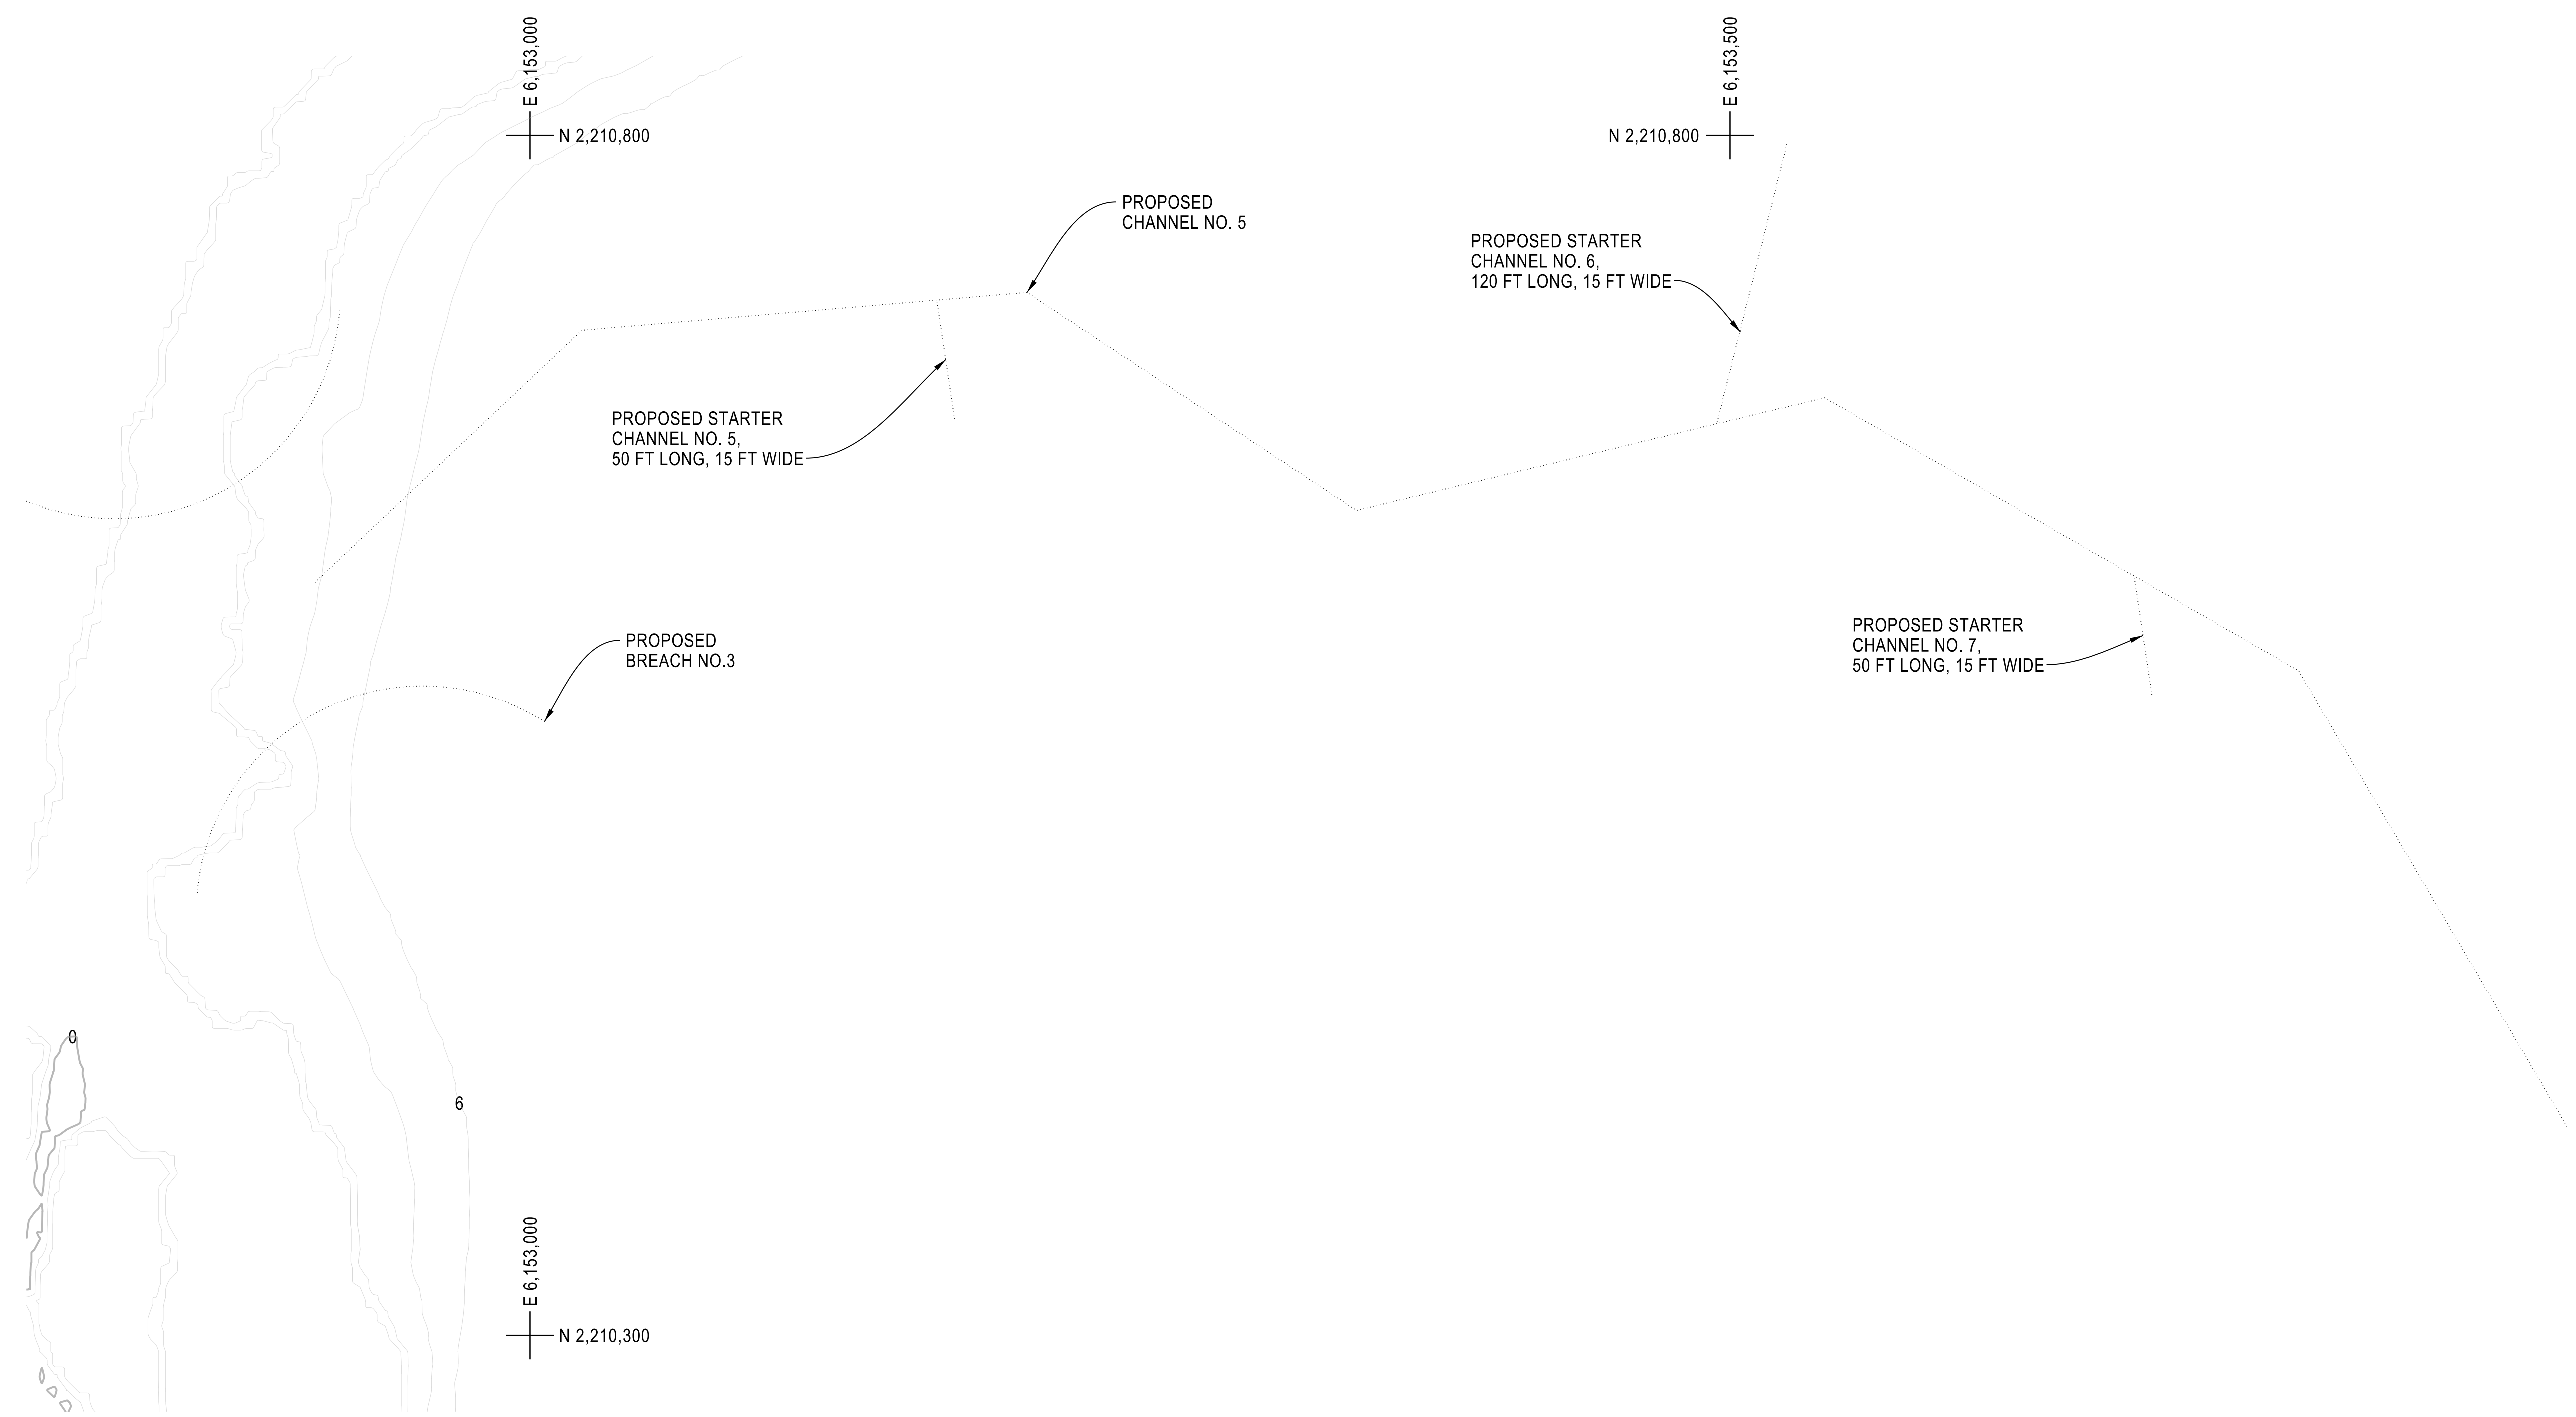 E 6,153,000
N 2,210,800
E 6,153,500
N 2,210,800
PROPOSED
CHANNEL NO. 5
PROPOSED STARTER
CHANNEL NO. 6,
120 FT LONG, 15 FT WIDE
PROPOSED STARTER
CHANNEL NO. 5,
50 FT LONG, 15 FT WIDE
PROPOSED
BREACH NO.3
PROPOSED STARTER
CHANNEL NO. 7,
50 FT LONG, 15 FT WIDE
0
6
E 6,153,000
N 2,210,300